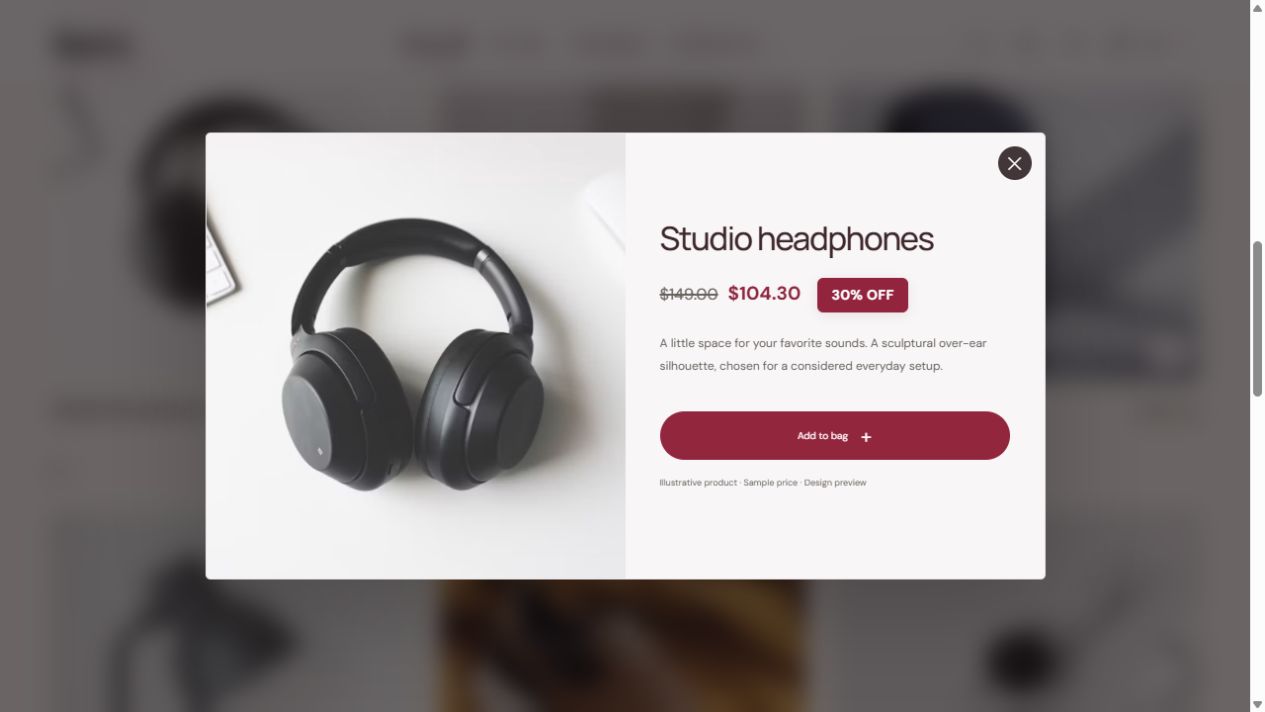 Studio headphones
$149.00 $104.30 30% OFF
A little space for your favorite sounds. A sculptural over-ear
silhouette, chosen for a considered everyday setup.
Add to bag +
Illustrative product · Sample price · Design preview